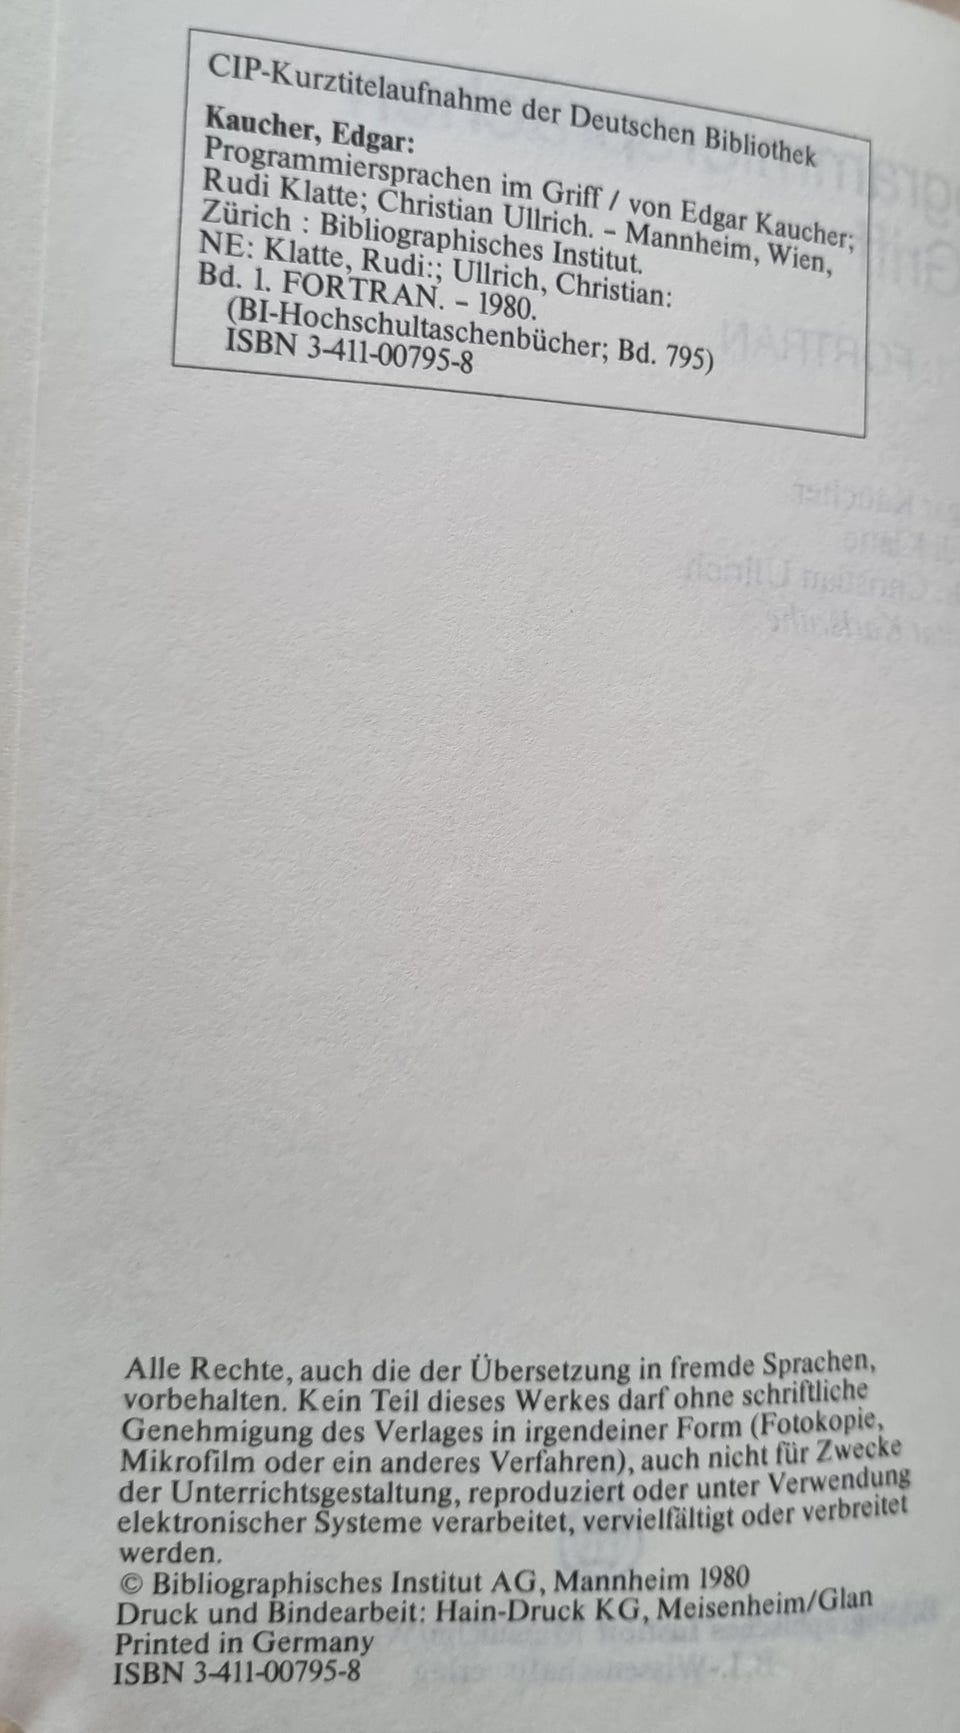 CIP-Kurztitelaufnahme der Deutschen Bibliothek
Kaucher, Edgar:
Programmiersprachen im Griff / von Edgar Kaucher;
Rudi Klatte; Christian Ullrich. – Mannheim, Wien,
Zürich : Bibliographisches Institut.
NE: Klatte, Rudi:; Ullrich, Christian:
Bd. 1. FORTRAN. – 1980.
(BI-Hochschultaschenbücher; Bd. 795)
ISBN 3-411-00795-8
Alle Rechte, auch die der Übersetzung in fremde Sprachen,
vorbehalten. Kein Teil dieses Werkes darf ohne schriftliche
Genehmigung des Verlages in irgendeiner Form (Fotokopie,
Mikrofilm oder ein anderes Verfahren), auch nicht für Zwecke
der Unterrichtsgestaltung, reproduziert oder unter Verwendung
elektronischer Systeme verarbeitet, vervielfältigt oder verbreitet
werden.
© Bibliographisches Institut AG, Mannheim 1980
Druck und Bindearbeit: Hain-Druck KG, Meisenheim/Glan
Printed in Germany
ISBN 3-411-00795-8